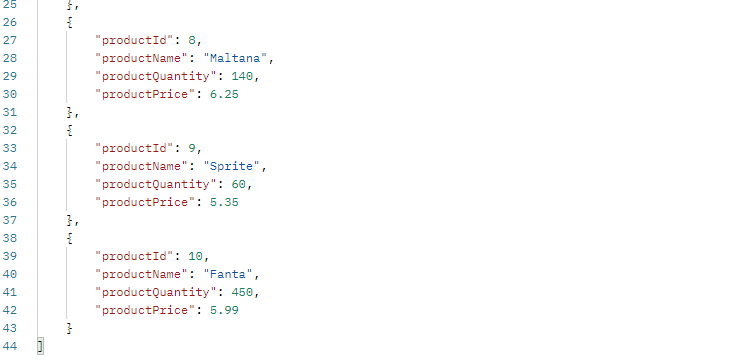 25 },
26 {
27 "productId": 8,
28 "productName": "Maltana",
29 "productQuantity": 140,
30 "productPrice": 6.25
31 },
32 {
33 "productId": 9,
34 "productName": "Sprite",
35 "productQuantity": 60,
36 "productPrice": 5.35
37 },
38 {
39 "productId": 10,
40 "productName": "Fanta",
41 "productQuantity": 450,
42 "productPrice": 5.99
43 }
44 ]